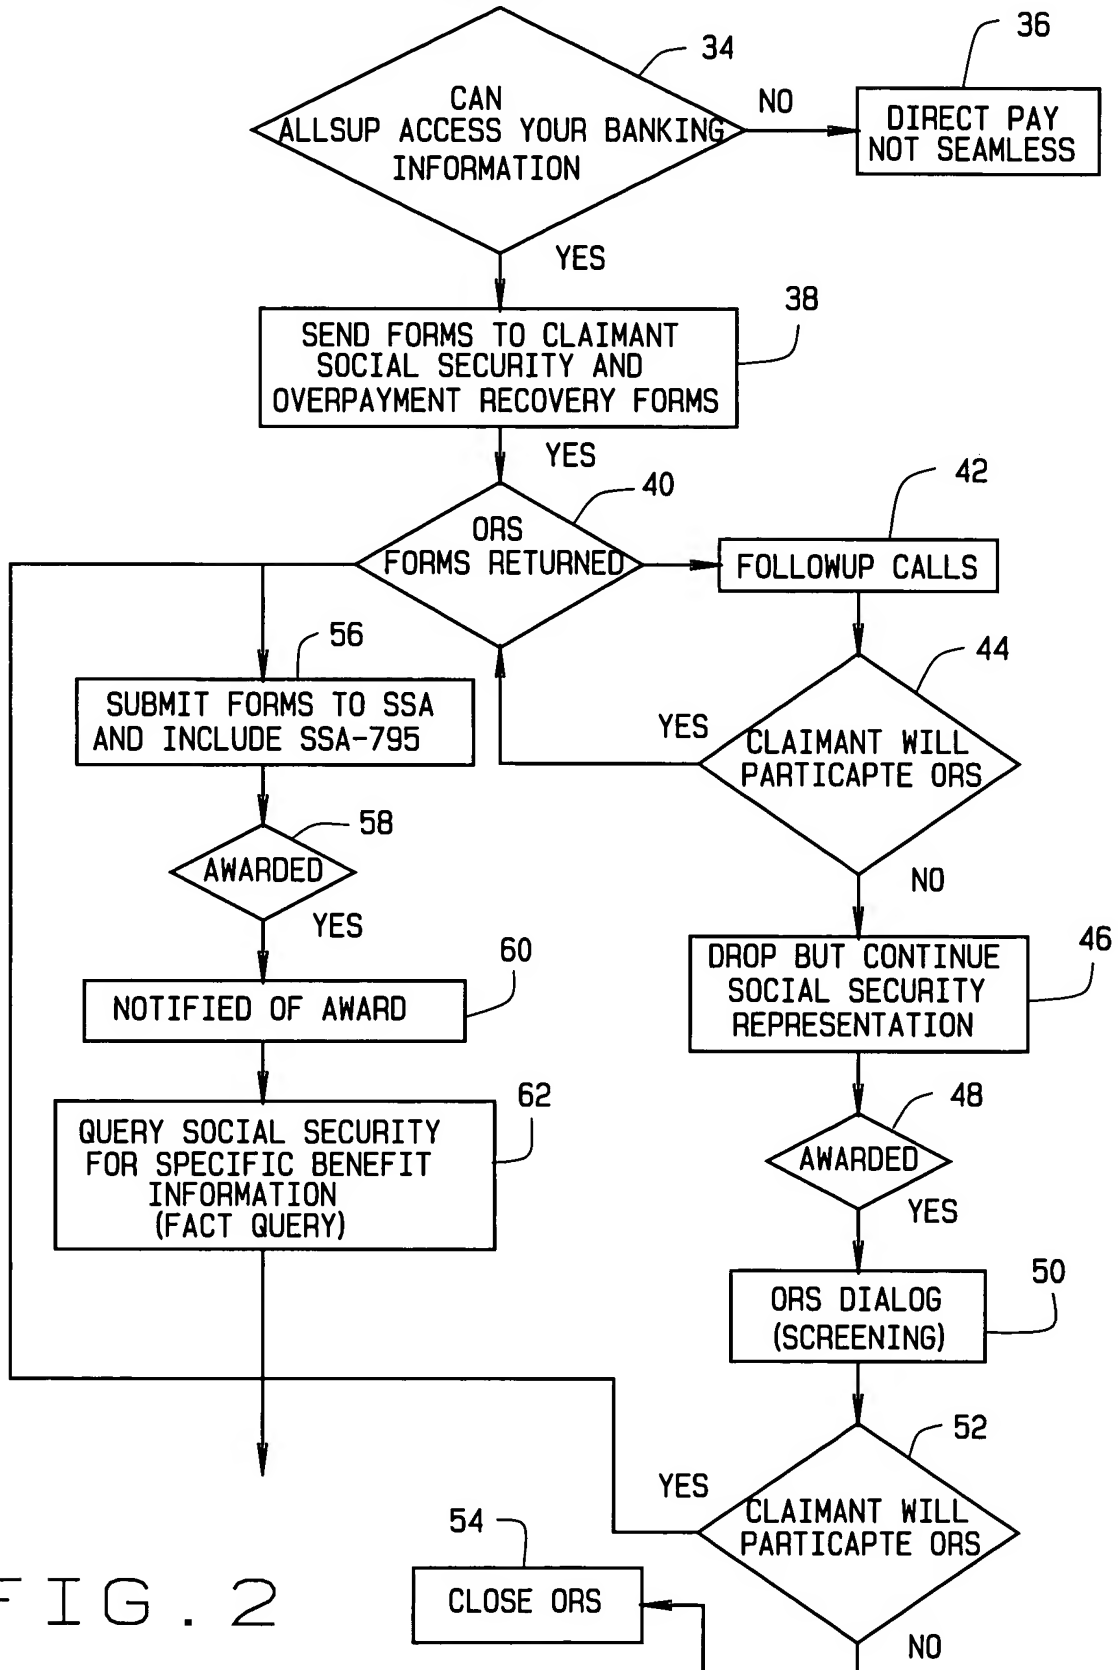 34
36
CAN
ALLSUP ACCESS YOUR BANKING
INFORMATION
NO
DIRECT PAY
NOT SEAMLESS
YES
38
SEND FORMS TO CLAIMANT
SOCIAL SECURITY AND
OVERPAYMENT RECOVERY FORMS
YES
40
42
ORS
FORMS RETURNED
FOLLOWUP CALLS
56
44
SUBMIT FORMS TO SSA
AND INCLUDE SSA-795
YES
CLAIMANT WILL
PARTICAPTE ORS
58
AWARDED
NO
YES
60
46
NOTIFIED OF AWARD
DROP BUT CONTINUE
SOCIAL SECURITY
REPRESENTATION
62
48
QUERY SOCIAL SECURITY
FOR SPECIFIC BENEFIT
INFORMATION
(FACT QUERY)
AWARDED
YES
50
ORS DIALOG
(SCREENING)
52
YES
CLAIMANT WILL
PARTICAPTE ORS
54
CLOSE ORS
NO
FIG. 2